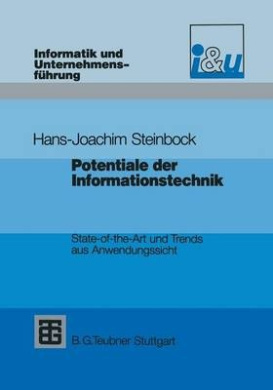 Informatik und
Unternehmens-
führung
i&u
Hans-Joachim Steinbock
Potentiale der
Informationstechnik
State-of-the-Art und Trends
aus Anwendungssicht
B.G.Teubner Stuttgart